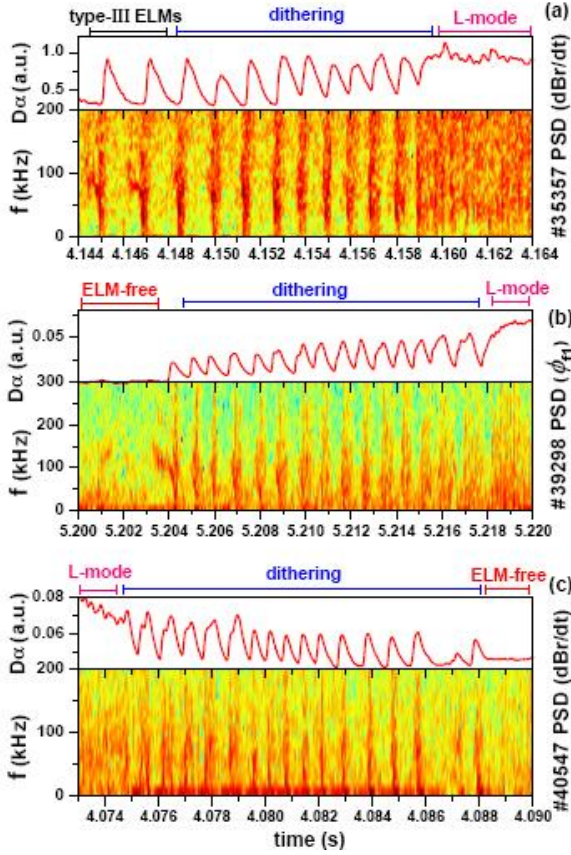 type-III ELMs dithering L-mode (a)
Dα (a.u.)
1.0
0.5
200
100
0
f (kHz)
#35357 PSD (dBr/dt)
4.144 4.146 4.148 4.150 4.152 4.154 4.156 4.158 4.160 4.162 4.164
ELM-free dithering L-mode
(b)
Dα (a.u.)
0.05
300
200
100
0
f (kHz)
#39298 PSD (ϕf1)
5.200 5.202 5.204 5.206 5.208 5.210 5.212 5.214 5.216 5.218 5.220
L-mode dithering ELM-free
(c)
Dα (a.u.)
0.08
0.06
200
100
0
f (kHz)
#40547 PSD (dBr/dt)
4.074 4.076 4.078 4.080 4.082 4.084 4.086 4.088 4.090
time (s)